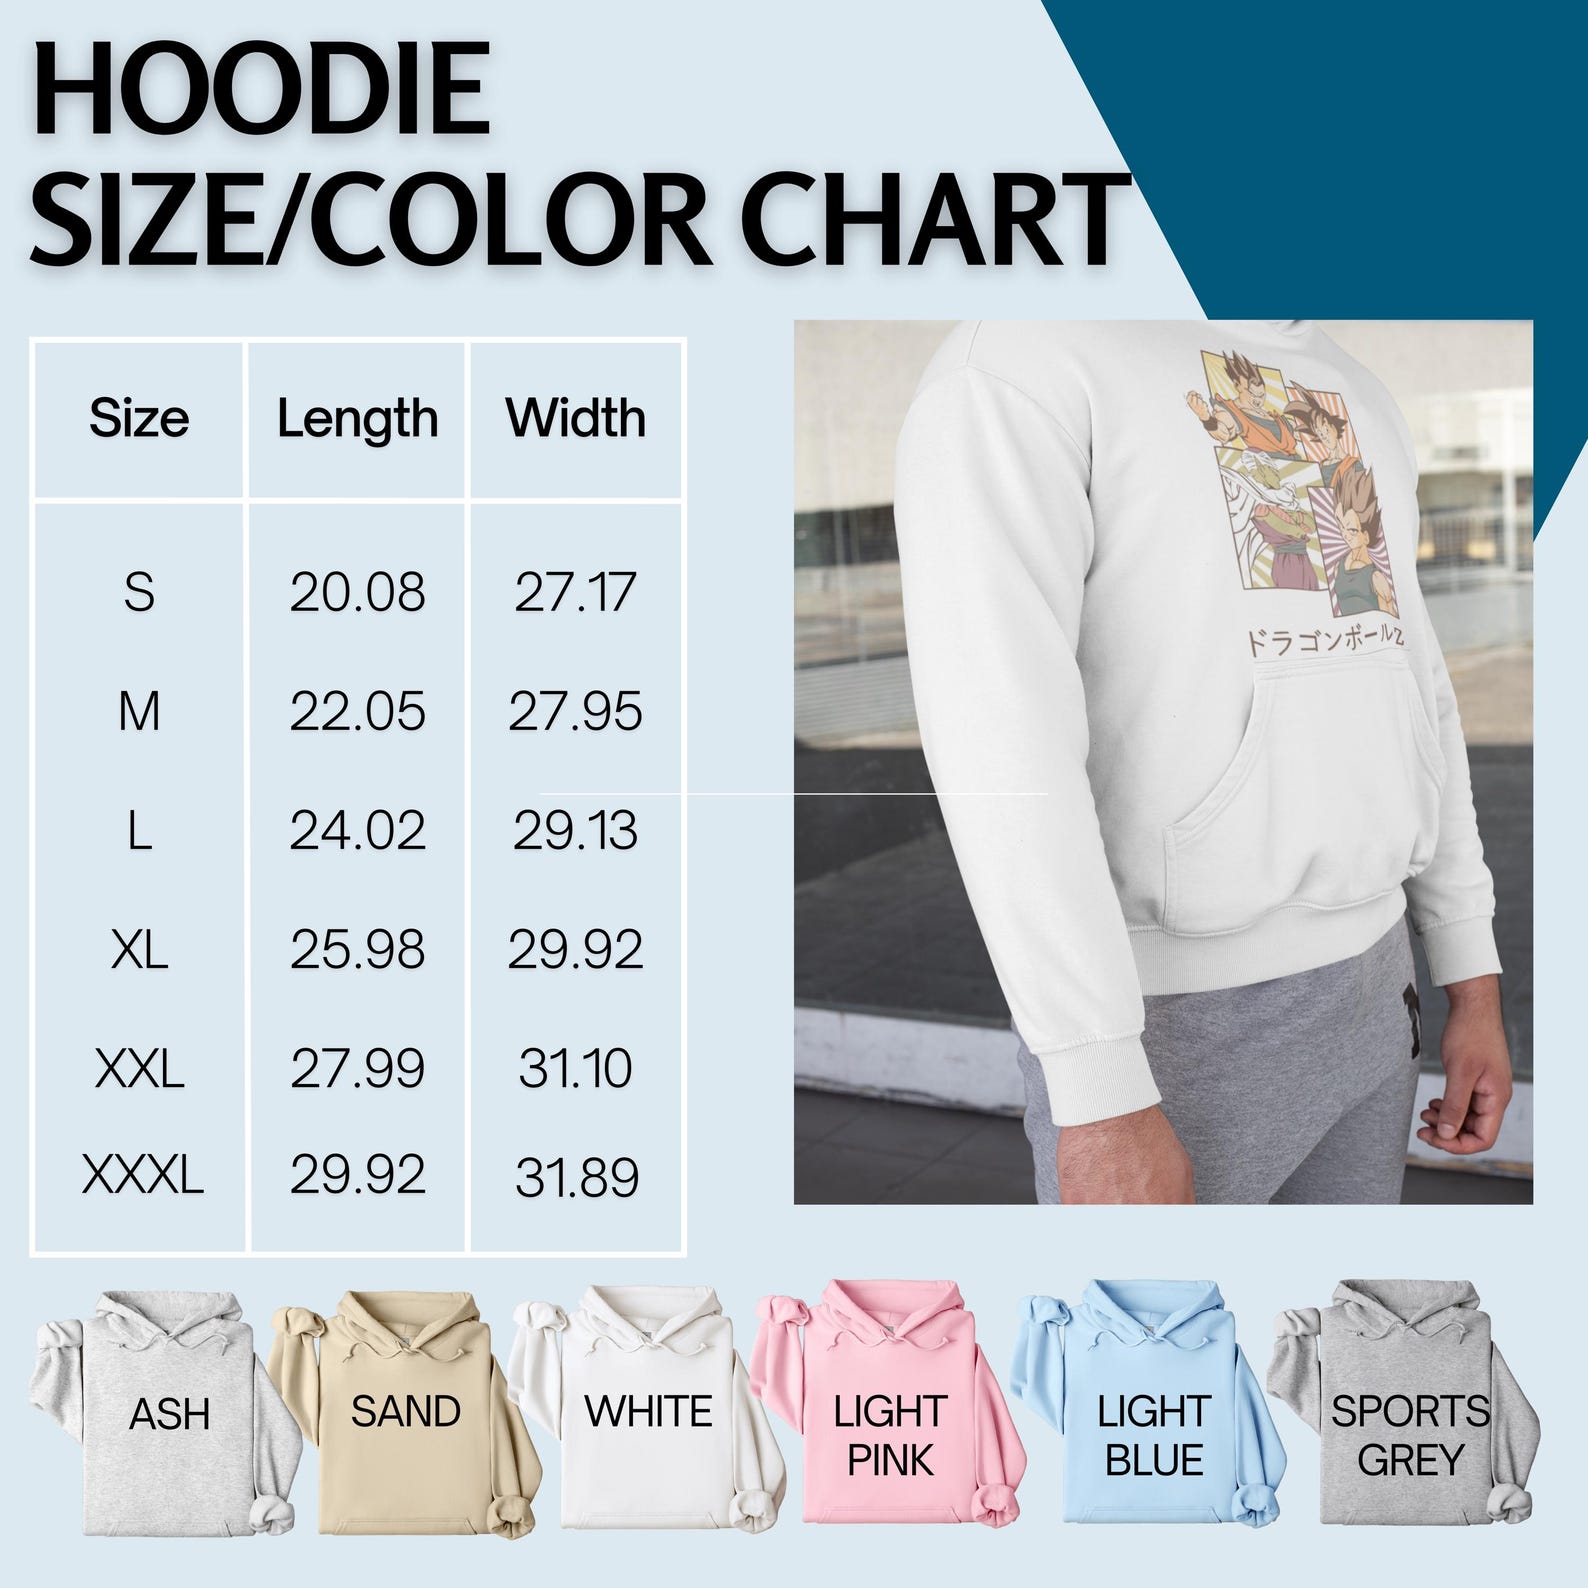 HOODIE
SIZE/COLOR CHART
Size Length Width
S 20.08 27.17
M 22.05 27.95
L 24.02 29.13
XL 25.98 29.92
XXL 27.99 31.10
XXXL 29.92 31.89
ドラゴンボールZ
ASH
SAND
WHITE
LIGHT
PINK
LIGHT
BLUE
SPORTS
GREY